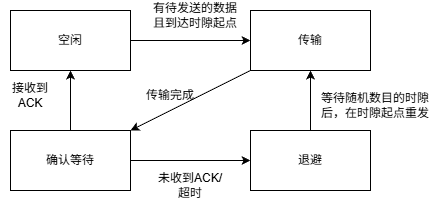 有待发送的数据
且到达时隙起点
空闲
传输
接收到
ACK
传输完成
等待随机数目的时隙
后，在时隙起点重发
确认等待
退避
未收到ACK/
超时